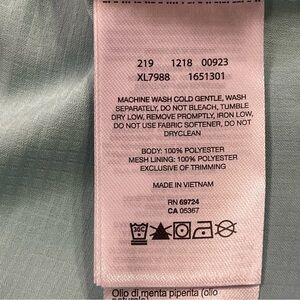 219 1218 00923
XL7988 1651301
MACHINE WASH COLD GENTLE, WASH
SEPARATELY, DO NOT BLEACH, TUMBLE
DRY LOW, REMOVE PROMPTLY, IRON LOW.
DO NOT USE FABRIC SOFTENER, DO NOT
DRYCLEAN
BODY: 100% POLYESTER
MESH LINING: 100% POLYESTER
EXCLUSIVE OF TRIMMING
MADE IN VIETNAM
RN 69724
CA 05367
30C
Olio di menta piperita (olio